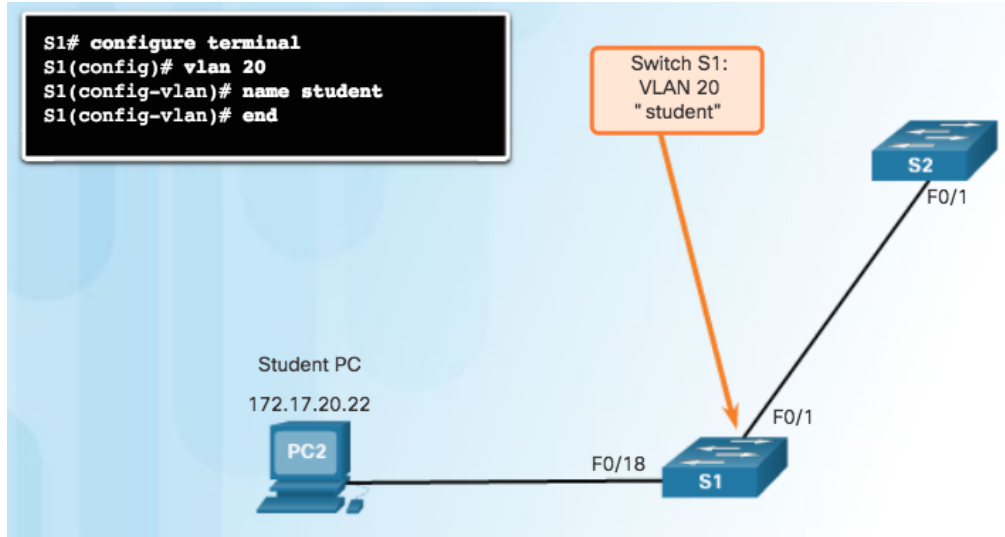 S1# configure terminal
S1(config)# vlan 20
S1(config-vlan)# name student
S1(config-vlan)# end
Switch S1:
VLAN 20
" student"
S2
F0/1
Student PC
172.17.20.22
F0/1
PC2
F0/18
S1